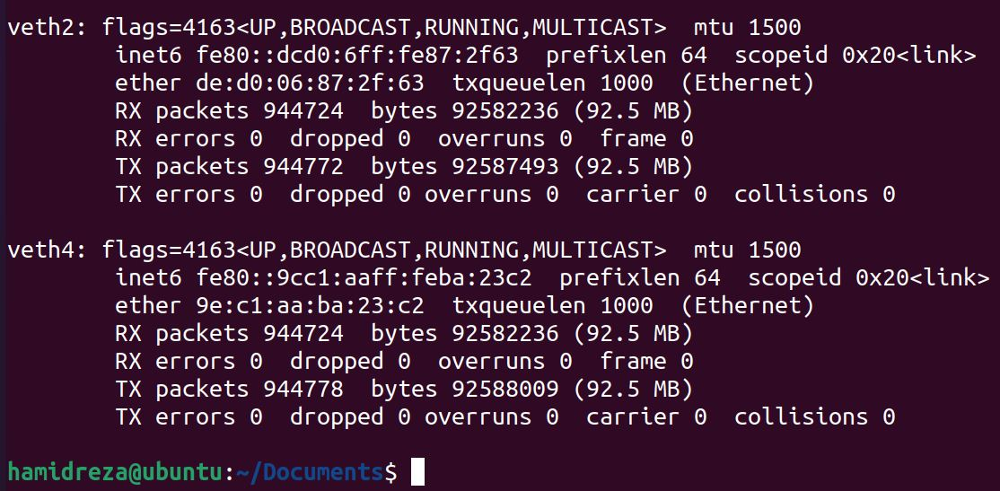 veth2: flags=4163<UP,BROADCAST,RUNNING,MULTICAST>  mtu 1500
        inet6 fe80::dcd0:6ff:fe87:2f63  prefixlen 64  scopeid 0x20<link>
        ether de:d0:06:87:2f:63  txqueuelen 1000  (Ethernet)
        RX packets 944724  bytes 92582236 (92.5 MB)
        RX errors 0  dropped 0  overruns 0  frame 0
        TX packets 944772  bytes 92587493 (92.5 MB)
        TX errors 0  dropped 0 overruns 0  carrier 0  collisions 0

veth4: flags=4163<UP,BROADCAST,RUNNING,MULTICAST>  mtu 1500
        inet6 fe80::9cc1:aaff:feba:23c2  prefixlen 64  scopeid 0x20<link>
        ether 9e:c1:aa:ba:23:c2  txqueuelen 1000  (Ethernet)
        RX packets 944724  bytes 92582236 (92.5 MB)
        RX errors 0  dropped 0  overruns 0  frame 0
        TX packets 944778  bytes 92588009 (92.5 MB)
        TX errors 0  dropped 0 overruns 0  carrier 0  collisions 0

hamidreza@ubuntu:~/Documents$